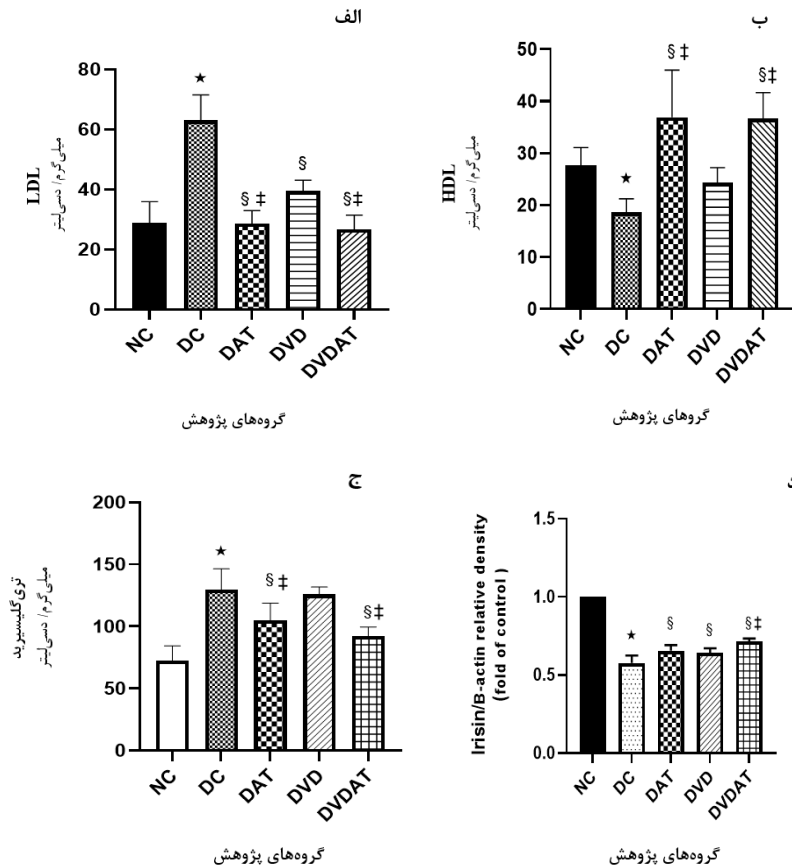 الف
LDL
میلی‌گرم/ دسی‌لیتر
80
60
40
20
0
★
§ ‡
§
§‡
NC
DC
DAT
DVD
DVDAT
گروه‌های پژوهش
ب
HDL
میلی‌گرم/ دسی‌لیتر
50
40
30
20
10
0
★
§ ‡
§‡
NC
DC
DAT
DVD
DVDAT
گروه‌های پژوهش
ج
تری‌گلیسیرید
میلی‌گرم/ دسی‌لیتر
200
150
100
50
0
★
§ ‡
§‡
NC
DC
DAT
DVD
DVDAT
گروه‌های پژوهش
Irisin/B-actin relative density
(fold of control )
1.5
1.0
0.5
0.0
★
§
§
§‡
NC
DC
DAT
DVD
DVDAT
گروه‌های پژوهش